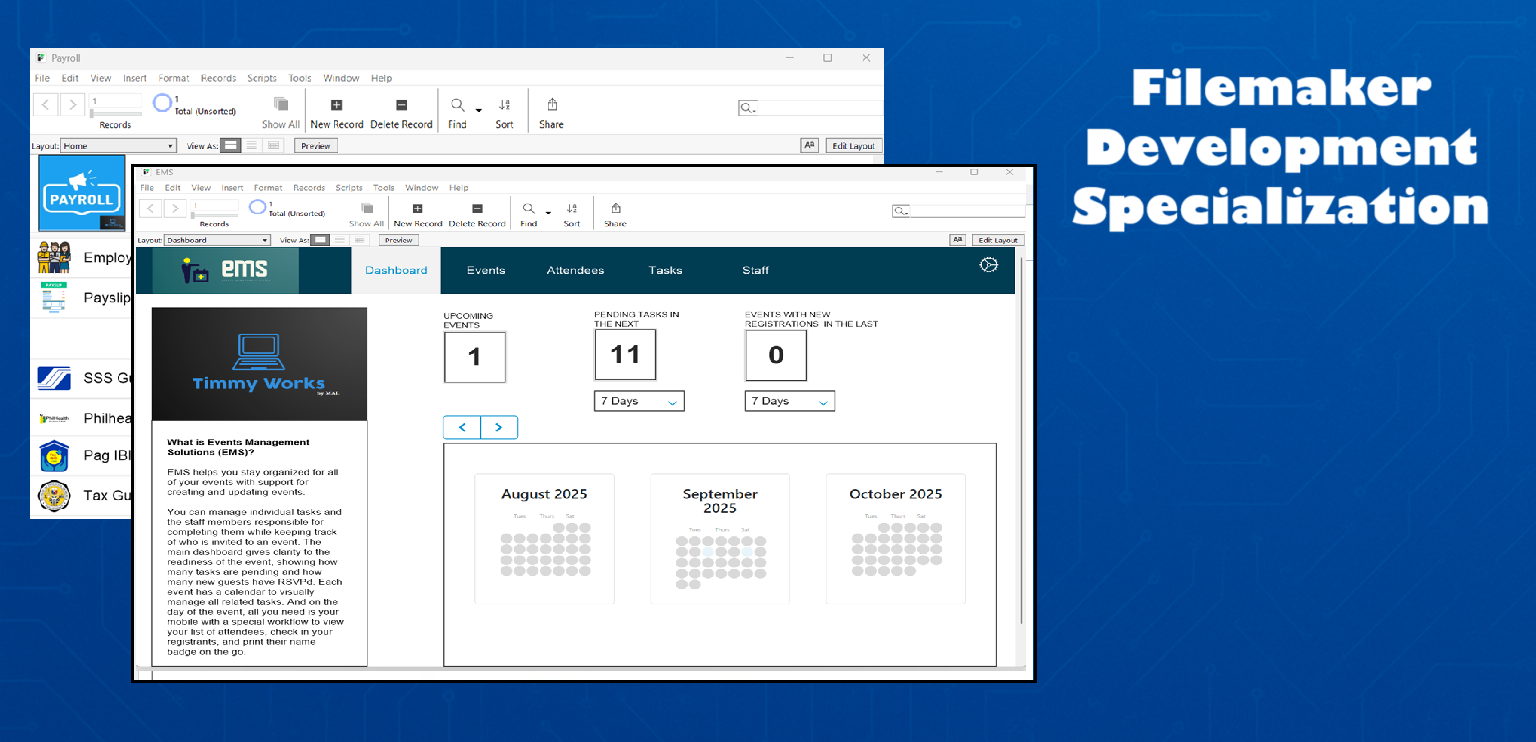 Filemaker
Development
Specialization
Payroll
File Edit View Insert Format Records Scripts Tools Window Help
1
1
Total (Unsorted)
Records
Show All New Record Delete Record Find Sort Share
Layout: Home View As: Preview Edit Layout
PAYROLL
Employ
PAYSLIP
Payslip
SSS Gu
PhilHealth
Philhea
Pag IBI
Tax Gu
EMS
File Edit View Insert Format Records Scripts Tools Window Help
1
1
Total (Unsorted)
Records
Show All New Record Delete Record Find Sort Share
Layout: Dashboard View As: Preview Edit Layout
ems
Dashboard Events Attendees Tasks Staff
Timmy Works
What is Events Management
Solutions (EMS)?
EMS helps you stay organized for all
of your events with support for
creating and updating events.
You can manage individual tasks and
the staff members responsible for
completing them while keeping track
of who is invited to an event. The
main dashboard gives clarity to the
readiness of the event, showing how
many tasks are pending and how
many new guests have RSVPd. Each
event has a calendar to visually
manage all related tasks. And on the
day of the event, all you need is your
mobile with a special workflow to view
your list of attendees, check in your
registrants, and print their name
badge on the go.
UPCOMING
EVENTS
1
PENDING TASKS IN
THE NEXT
11
7 Days
EVENTS WITH NEW
REGISTRATIONS IN THE LAST
0
7 Days
August 2025
Tues Thurs Sat
September
2025
Tues Thurs Sat
October 2025
Tues Thurs Sat